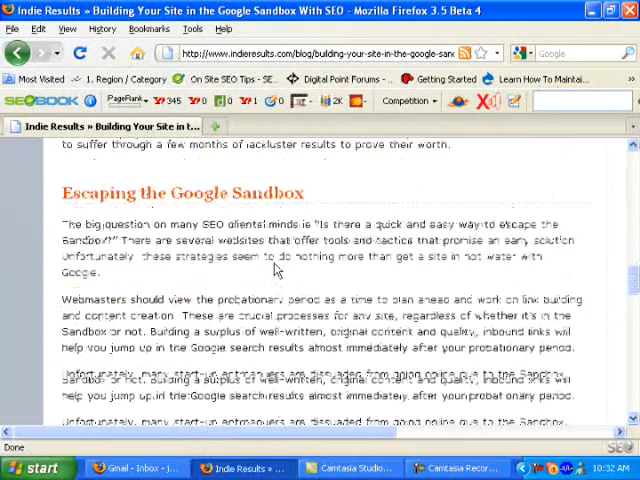 Indie Results » Building Your Site in the Google Sandbox With SEO - Mozilla Firefox 3.5 Beta 4
File Edit View History Bookmarks Tools Help
http://www.indieresults.com/blog/building-your-site-in-the-google-san
Google
Most Visited 1. Region / Category On Site SEO Tips - SE... Digital Point Forums - ... Getting Started Learn How To Maintai...
SEOBOOK PageRank 345 0 0 1 0 2K Competition
Indie Results » Building Your Site in t...
to suffer through a few months of lackluster results to prove their worth.
Escaping the Google Sandbox
The big question on many SEO clients' minds is "Is there a quick and easy way to escape the
Sandbox?" There are several websites that offer tools and tactics that promise an early solution
Unfortunately, these strategies seem to do nothing more than get a site in hot water with
Google.
Webmasters should view the probationary period as a time to plan ahead and work on link building
and content creation. These are crucial processes for any site, regardless of whether it's in the
Sandbox or not. Building a surplus of well-written, original content and quality, inbound links will
help you jump up in the Google search results almost immediately after your probationary period.
Unfortunately, many start-up entrepreneurs are dissuaded from going online due to the Sandbox.
Sandbox or not. Building a surplus of well-written, original content and quality, inbound links will
help you jump up in the Google search results almost immediately after your probationary period.
Unfortunately, many start-up entrepreneurs are dissuaded from going online due to the Sandbox.
Done
SEO
start Gmail - Inbox - j... Indie Results » ... Camtasia Studio... Camtasia Recor... 10:32 AM